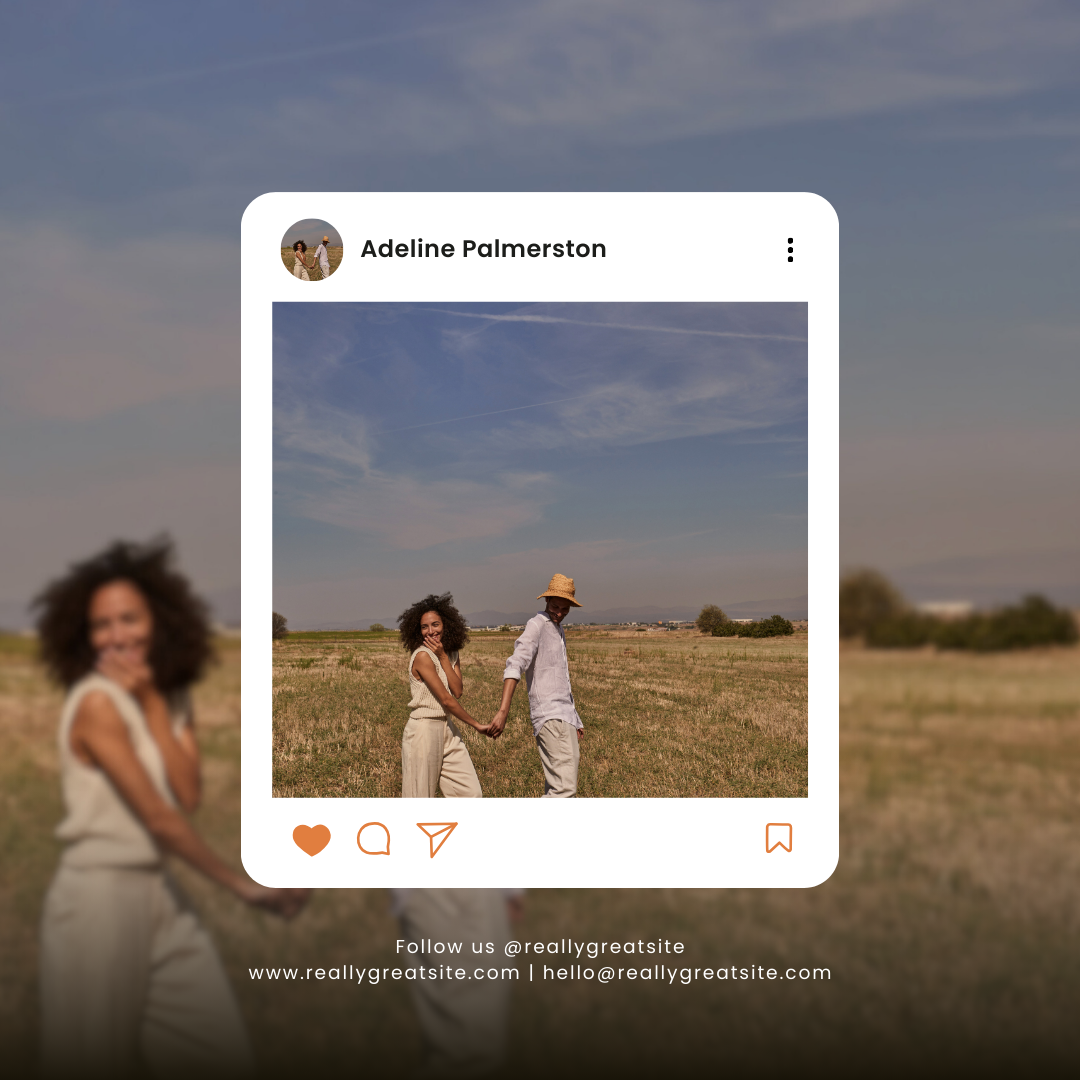 Adeline Palmerston
Follow us @reallygreatsite
www.reallygreatsite.com | hello@reallygreatsite.com